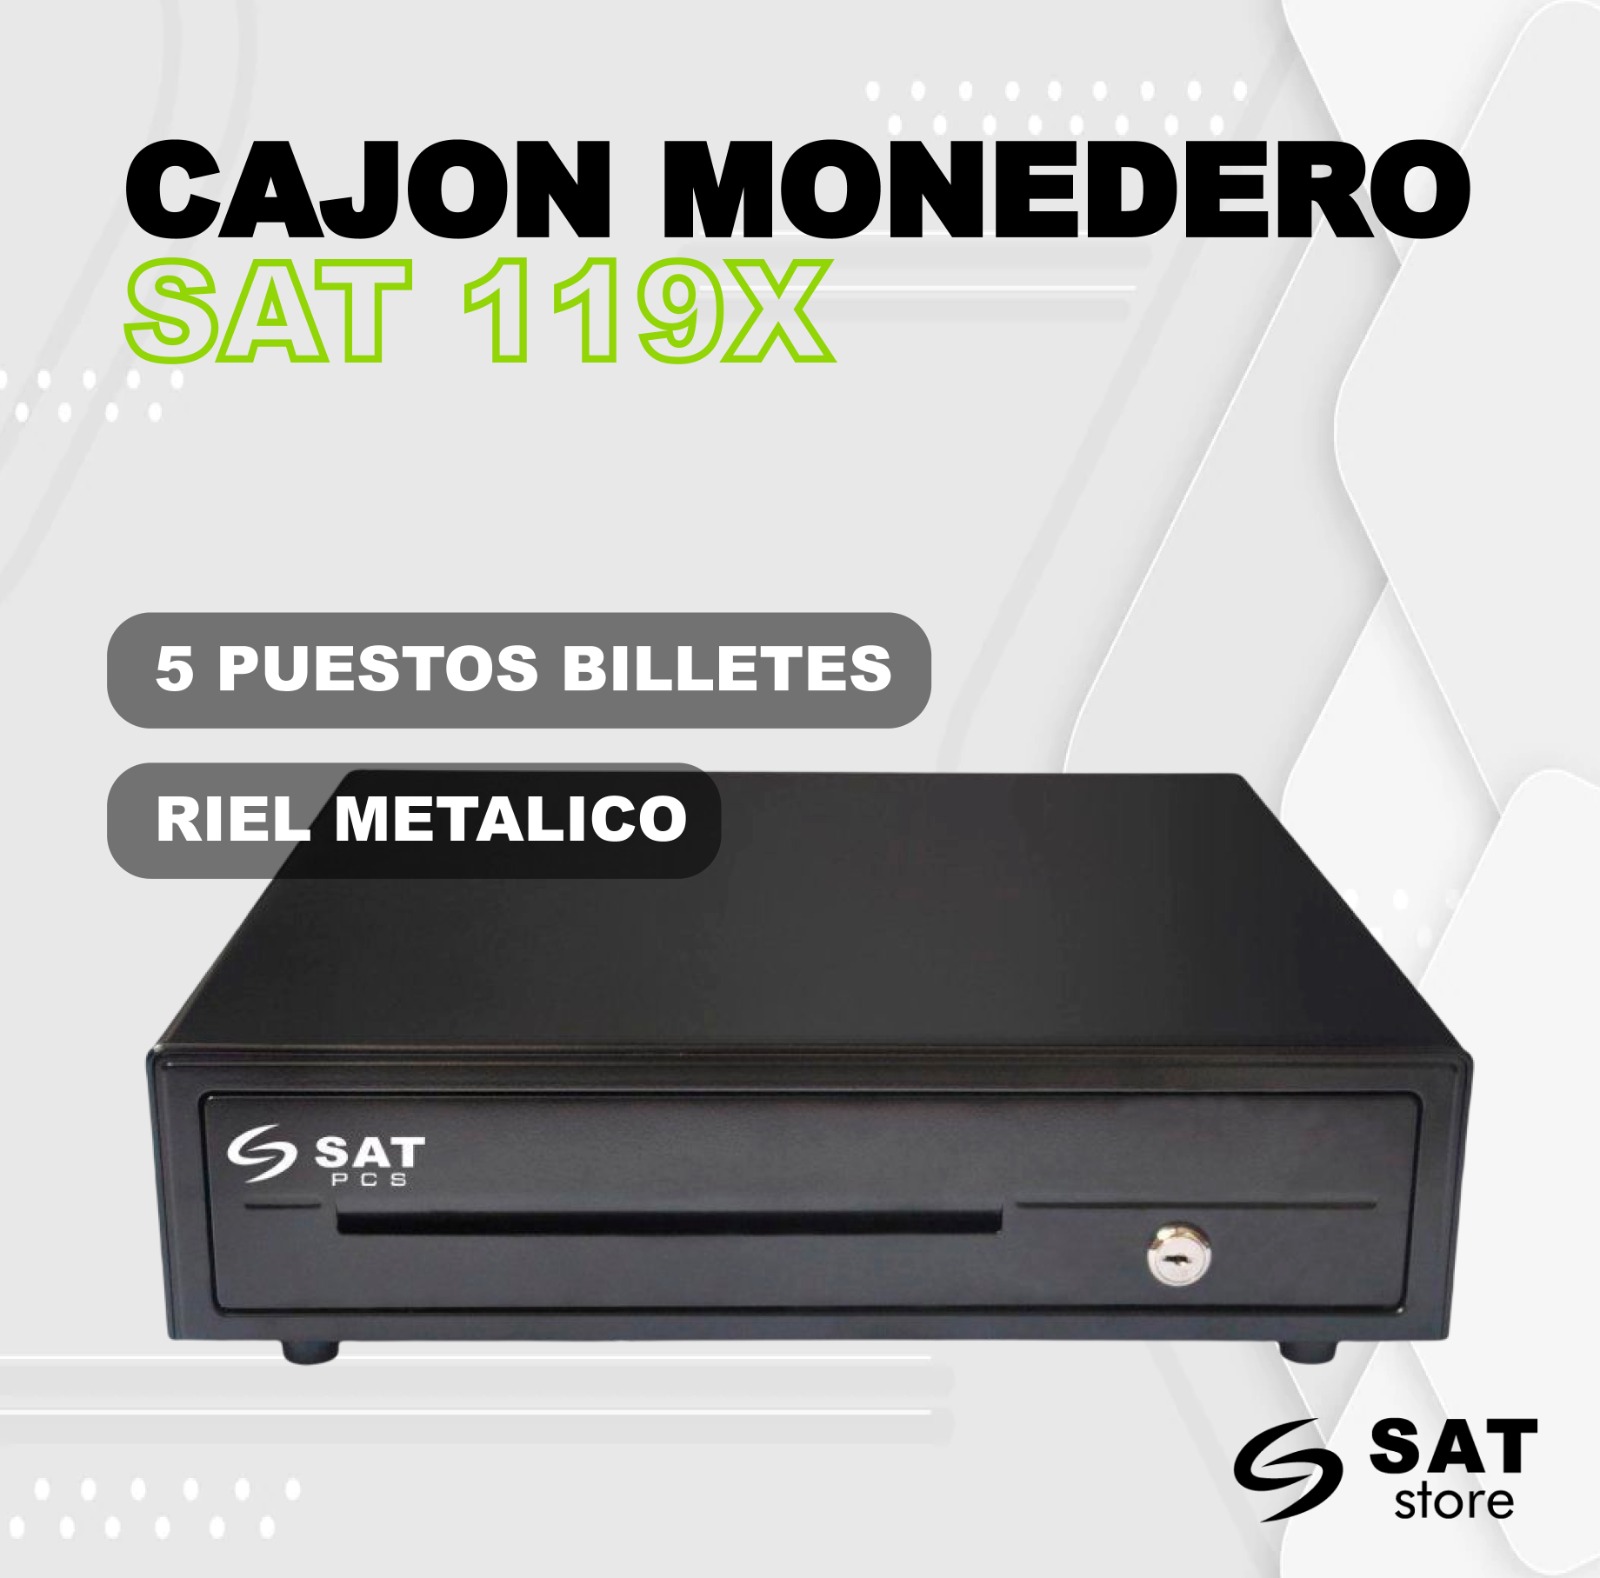 CAJON MONEDERO
SAT 119X
5 PUESTOS BILLETES
RIEL METALICO
SAT
PCS
SAT
store